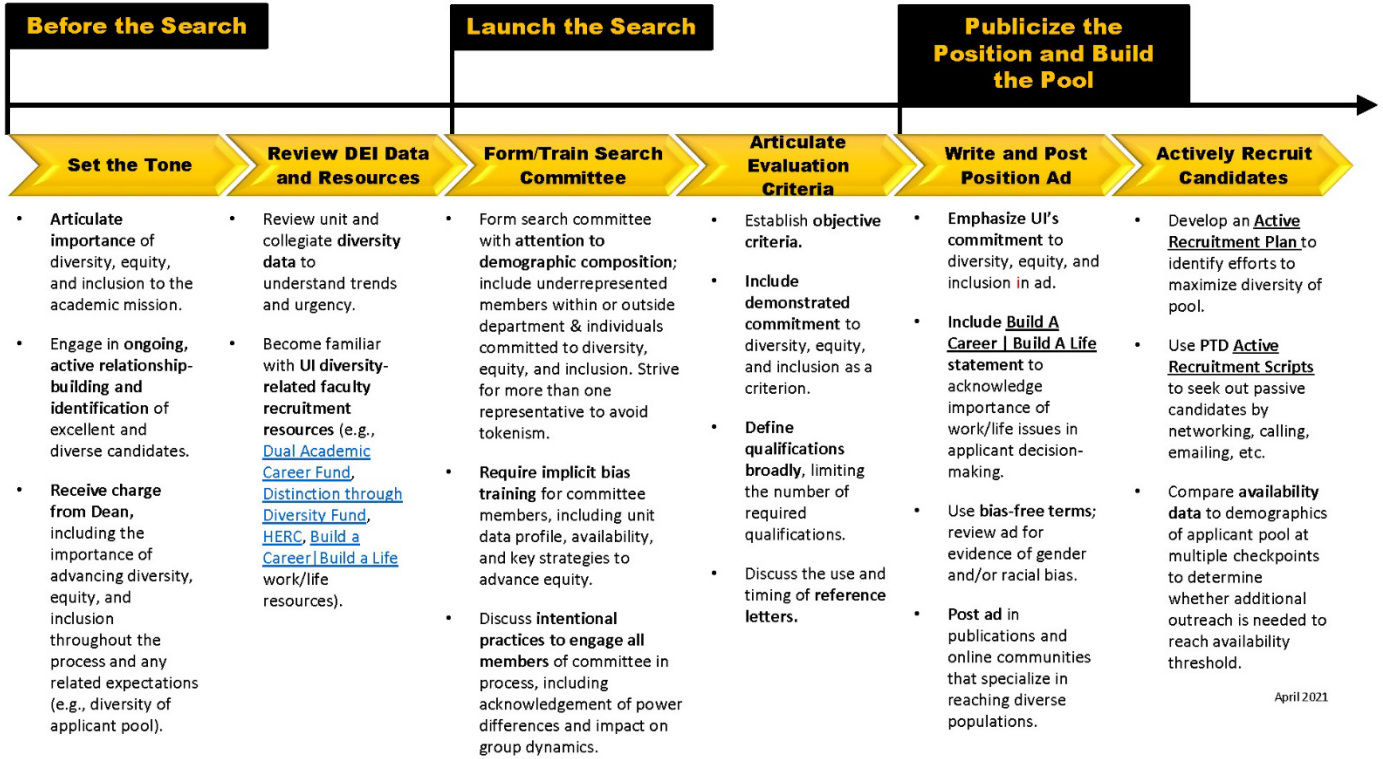 Before the Search
Launch the Search
Publicize the
Position and Build
the Pool
Set the Tone
Review DEI Data
and Resources
Form/Train Search
Committee
Articulate
Evaluation
Criteria
Write and Post
Position Ad
Actively Recruit
Candidates
• Articulate
importance of
diversity, equity,
and inclusion to the
academic mission.
• Engage in ongoing,
active relationship-
building and
identification of
excellent and
diverse candidates.
• Receive charge
from Dean,
including the
importance of
advancing diversity,
equity, and
inclusion
throughout the
process and any
related expectations
(e.g., diversity of
applicant pool).
• Review unit and
collegiate diversity
data to
understand trends
and urgency.
• Become familiar
with UI diversity-
related faculty
recruitment
resources (e.g.,
Dual Academic
Career Fund,
Distinction through
Diversity Fund,
HERC, Build a
Career|Build a Life
work/life
resources).
• Form search committee
with attention to
demographic composition;
include underrepresented
members within or outside
department & individuals
committed to diversity,
equity, and inclusion. Strive
for more than one
representative to avoid
tokenism.
• Require implicit bias
training for committee
members, including unit
data profile, availability,
and key strategies to
advance equity.
• Discuss intentional
practices to engage all
members of committee in
process, including
acknowledgement of power
differences and impact on
group dynamics.
• Establish objective
criteria.
• Include
demonstrated
commitment to
diversity, equity,
and inclusion as a
criterion.
• Define
qualifications
broadly, limiting
the number of
required
qualifications.
• Discuss the use and
timing of reference
letters.
• Emphasize UI's
commitment to
diversity, equity, and
inclusion in ad.
• Include Build A
Career | Build A Life
statement to
acknowledge
importance of
work/life issues in
applicant decision-
making.
• Use bias-free terms;
review ad for
evidence of gender
and/or racial bias.
• Post ad in
publications and
online communities
that specialize in
reaching diverse
populations.
• Develop an Active
Recruitment Plan to
identify efforts to
maximize diversity of
pool.
• Use PTD Active
Recruitment Scripts
to seek out passive
candidates by
networking, calling,
emailing, etc.
• Compare availability
data to demographics
of applicant pool at
multiple checkpoints
to determine
whether additional
outreach is needed to
reach availability
threshold.
April 2021